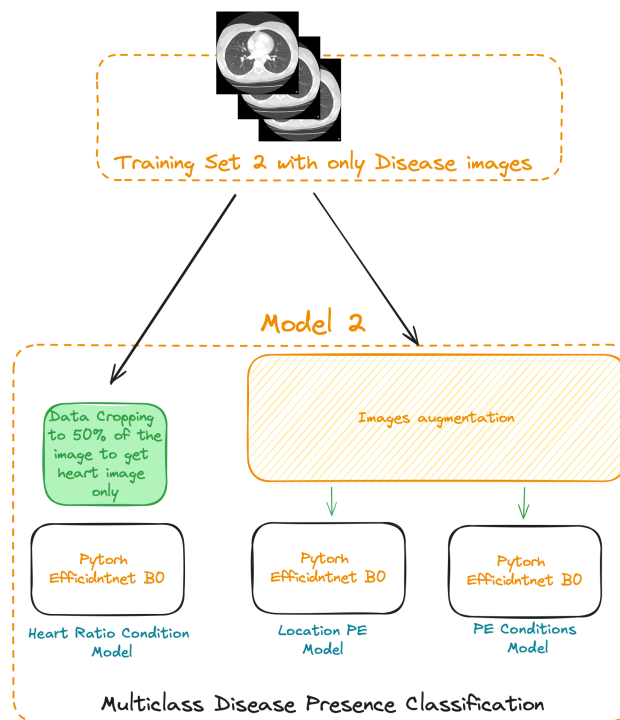 Training Set 2 with only Disease images
Model 2
Data Cropping
to 50% of the
image to get
heart image
only
Images augmentation
Pytorh
Efficidntnet B0
Pytorh
Efficidntnet B0
Pytorh
Efficidntnet B0
Heart Ratio Condition
Model
Location PE
Model
PE Conditions
Model
Multiclass Disease Presence Classification